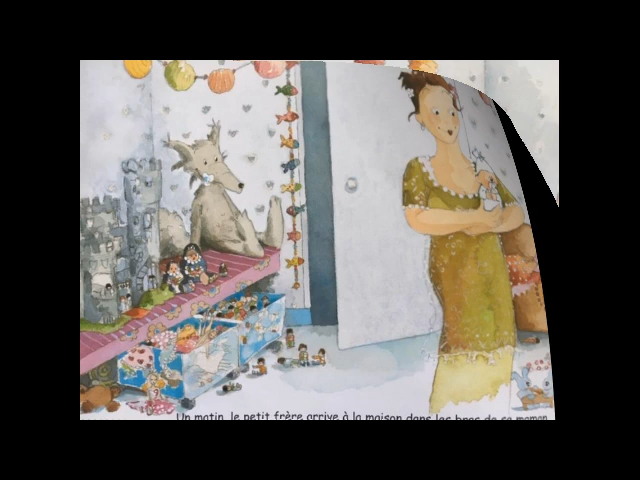 Un matin, le petit frère arrive à la maison dans les bras de sa maman.